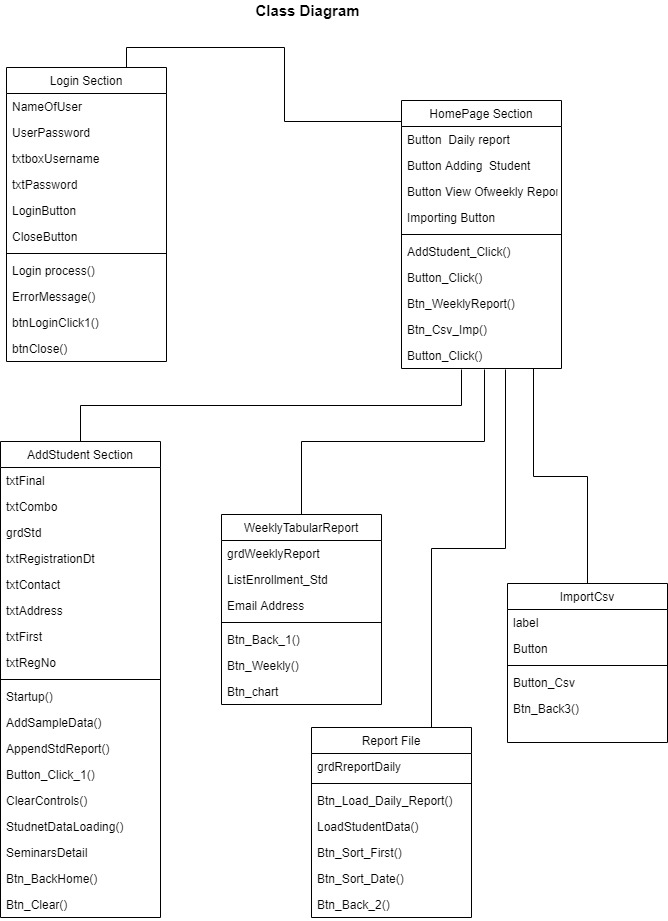 Class Diagram
Login Section
NameOfUser
UserPassword
txtboxUsername
txtPassword
LoginButton
CloseButton
Login process()
ErrorMessage()
btnLoginClick1()
btnClose()
HomePage Section
Button  Daily report
Button Adding  Student
Button View Ofweekly Repor
Importing Button
AddStudent_Click()
Button_Click()
Btn_WeeklyReport()
Btn_Csv_Imp()
Button_Click()
AddStudent Section
txtFinal
txtCombo
grdStd
txtRegistrationDt
txtContact
txtAddress
txtFirst
txtRegNo
Startup()
AddSampleData()
AppendStdReport()
Button_Click_1()
ClearControls()
StudnetDataLoading()
SeminarsDetail
Btn_BackHome()
Btn_Clear()
WeeklyTabularReport
grdWeeklyReport
ListEnrollment_Std
Email Address
Btn_Back_1()
Btn_Weekly()
Btn_chart
Report File
grdRreportDaily
Btn_Load_Daily_Report()
LoadStudentData()
Btn_Sort_First()
Btn_Sort_Date()
Btn_Back_2()
ImportCsv
label
Button
Button_Csv
Btn_Back3()